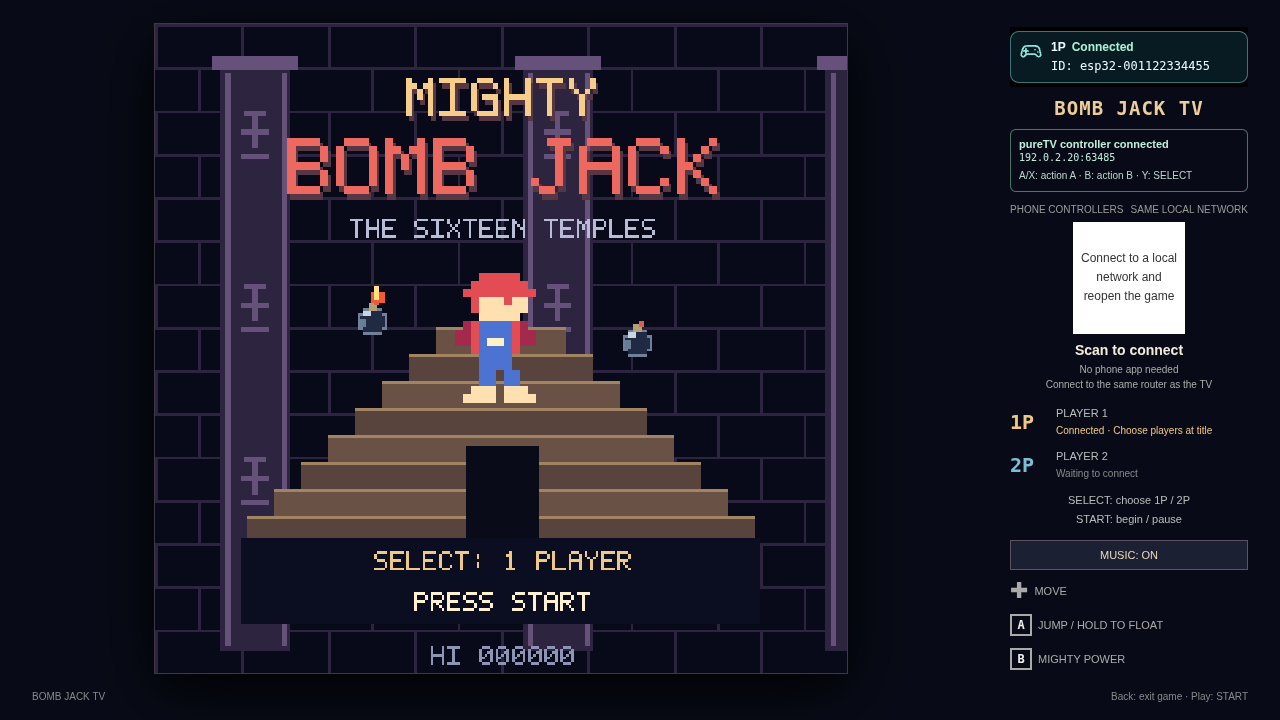 MIGHTY
BOMB JACK
THE SIXTEEN TEMPLES
SELECT: 1 PLAYER
PRESS START
HI 000000
1P Connected
ID: esp32-001122334455
BOMB JACK TV
pureTV controller connected
192.0.2.20:63485
A/X: action A · B: action B · Y: SELECT
PHONE CONTROLLERS SAME LOCAL NETWORK
Connect to a local
network and
reopen the game
Scan to connect
No phone app needed
Connect to the same router as the TV
1P PLAYER 1
Connected · Choose players at title
2P PLAYER 2
Waiting to connect
SELECT: choose 1P / 2P
START: begin / pause
MUSIC: ON
MOVE
A JUMP / HOLD TO FLOAT
B MIGHTY POWER
BOMB JACK TV
Back: exit game · Play: START